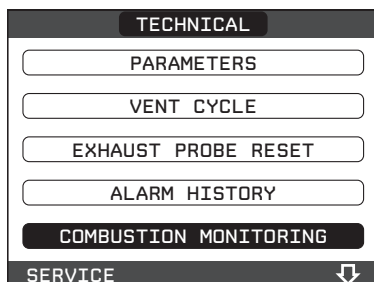 TECHNICAL
PARAMETERS
VENT CYCLE
EXHAUST PROBE RESET
ALARM HISTORY
COMBUSTION MONITORING
SERVICE